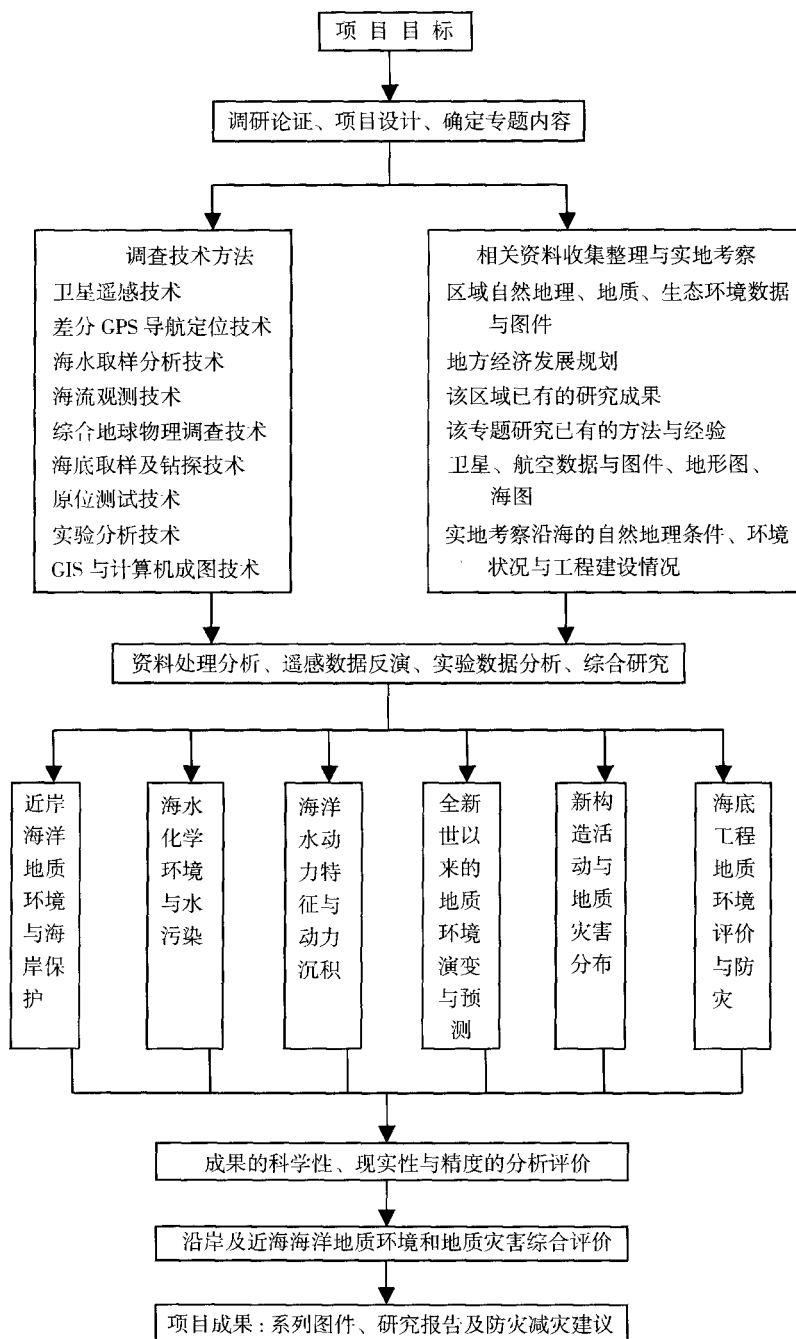 项目目标
调研论证、项目设计、确定专题内容
调查技术方法
卫星遥感技术
差分 GPS 导航定位技术
海水取样分析技术
海流观测技术
综合地球物理调查技术
海底取样及钻探技术
原位测试技术
实验分析技术
GIS 与计算机成图技术
相关资料收集整理与实地考察
区域自然地理、地质、生态环境数据
与图件
地方经济发展规划
该区域已有的研究成果
该专题研究已有的方法与经验
卫星、航空数据与图件、地形图、
海图
实地考察沿海的自然地理条件、环境
状况与工程建设情况
资料处理分析、遥感数据反演、实验数据分析、综合研究
近岸
海洋
地质
环境
与海
岸保
护
海水
化学
环境
与水
污染
海洋
水动
力特
征与
动力
沉积
全新
世以
来的
地质
环境
演变
与预
测
新构
造活
动与
地质
灾害
分布
海底
工程
地质
环境
评价
与防
灾
成果的科学性、现实性与精度的分析评价
沿岸及近海海洋地质环境和地质灾害综合评价
项目成果:系列图件、研究报告及防灾减灾建议